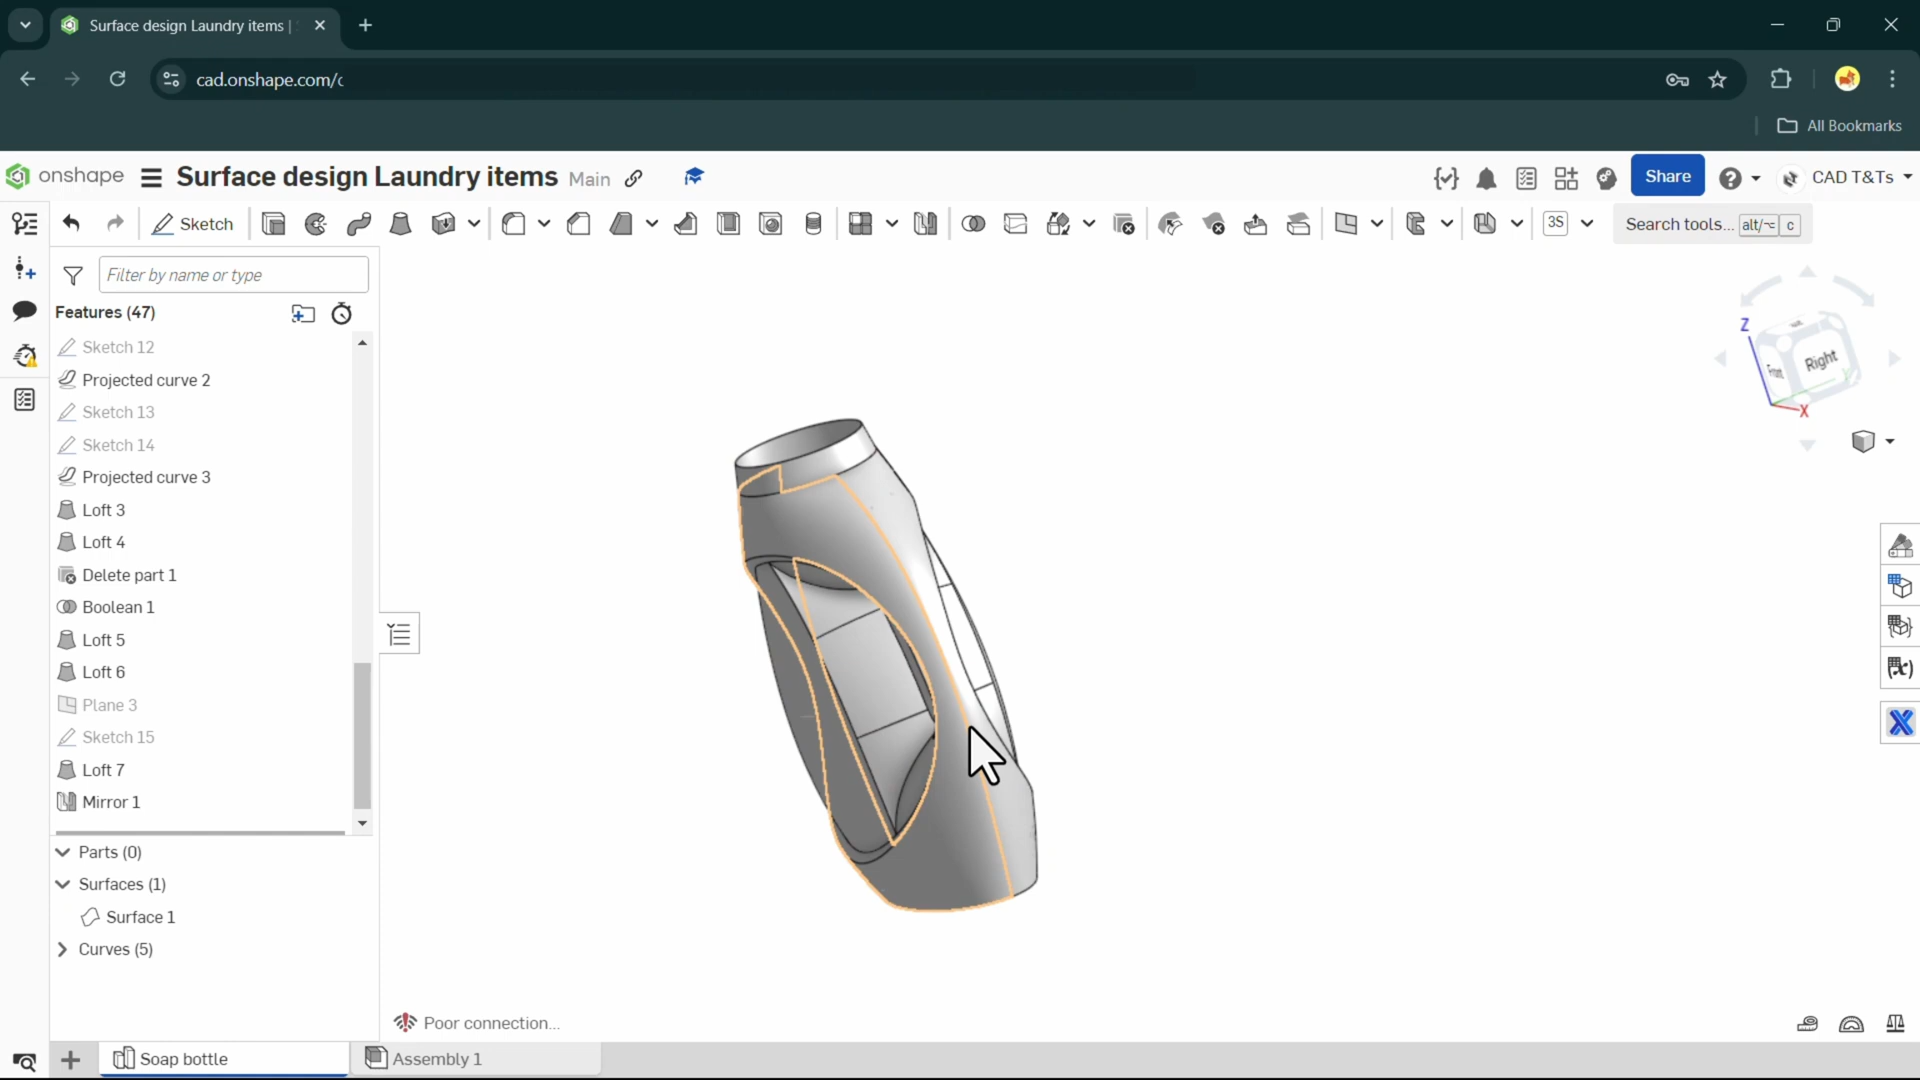 Surface design Laundry items |
cad.onshape.com/c
All Bookmarks
onshape Surface design Laundry items Main Share CAD T&Ts
Sketch 3S Search tools... alt/⌥ c
Filter by name or type
Features (47)
Sketch 12
Projected curve 2
Sketch 13
Sketch 14
Projected curve 3
Loft 3
Loft 4
Delete part 1
Boolean 1
Loft 5
Loft 6
Plane 3
Sketch 15
Loft 7
Mirror 1
Parts (0)
Surfaces (1)
Surface 1
Curves (5)
Z
Front
Right
X
Poor connection...
Soap bottle
Assembly 1